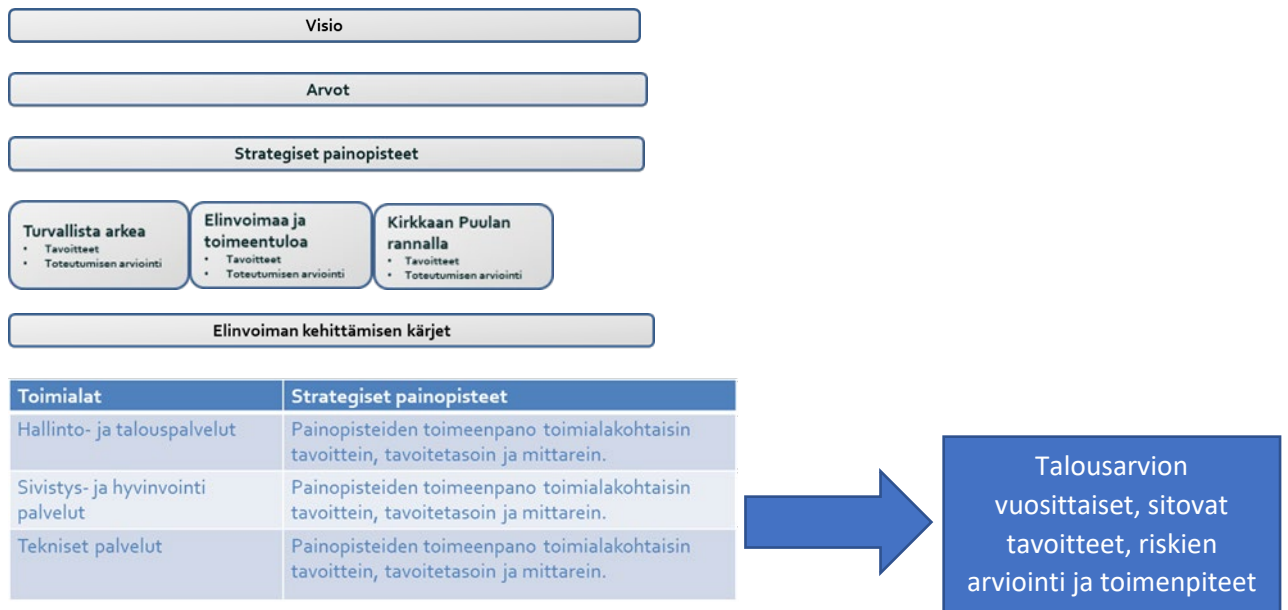 Visio
Arvot
Strategiset painopisteet
Turvallista arkea
• Tavoitteet
• Toteutumisen arviointi
Elinvoimaa ja
toimeentuloa
• Tavoitteet
• Toteutumisen arviointi
Kirkkaan Puulan
rannalla
• Tavoitteet
• Toteutumisen arviointi
Elinvoiman kehittämisen kärjet
Toimialat
Strategiset painopisteet
Hallinto- ja talouspalvelut
Painopisteiden toimeenpano toimialakohtaisin
tavoittein, tavoitetasoin ja mittarein.
Sivistys- ja hyvinvointi
palvelut
Painopisteiden toimeenpano toimialakohtaisin
tavoittein, tavoitetasoin ja mittarein.
Tekniset palvelut
Painopisteiden toimeenpano toimialakohtaisin
tavoittein, tavoitetasoin ja mittarein.
Talousarvion
vuosittaiset, sitovat
tavoitteet, riskien
arviointi ja toimenpiteet